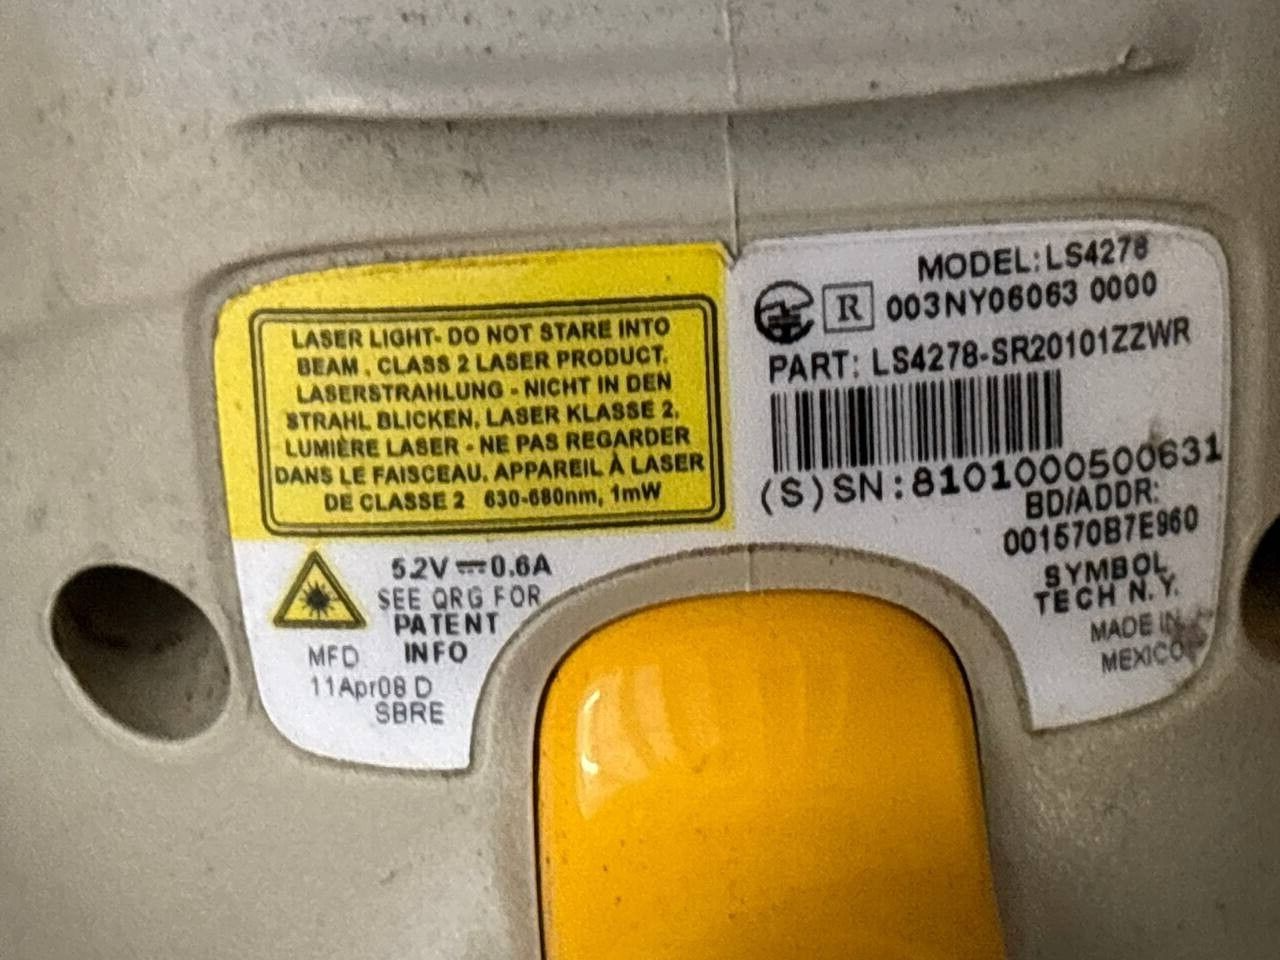 LASER LIGHT- DO NOT STARE INTO
BEAM . CLASS 2 LASER PRODUCT.
LASERSTRAHLUNG - NICHT IN DEN
STRAHL BLICKEN, LASER KLASSE 2.
LUMIÈRE LASER - NE PAS REGARDER
DANS LE FAISCEAU. APPAREIL À LASER
DE CLASSE 2 630-680nm, 1mW
52V ⎓ 0.6A
SEE QRG FOR
PATENT
INFO
MFD
11Apr08 D
SBRE
MODEL: LS4278
R 003NY06063 0000
PART: LS4278-SR20101ZZWR
(S) SN:8101000500631
BD/ADDR:
001570B7E960
SYMBOL
TECH N.Y.
MADE IN
MEXICO